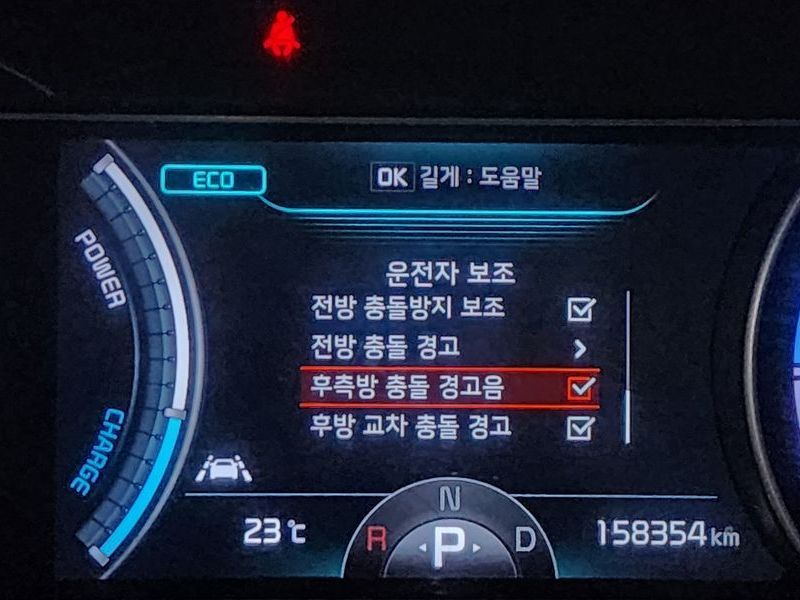 ECO
OK 길게 : 도움말
운전자 보조
전방 충돌방지 보조
전방 충돌 경고
후측방 충돌 경고음
후방 교차 충돌 경고
POWER
CHARGE
23℃
R N P D
158354 km